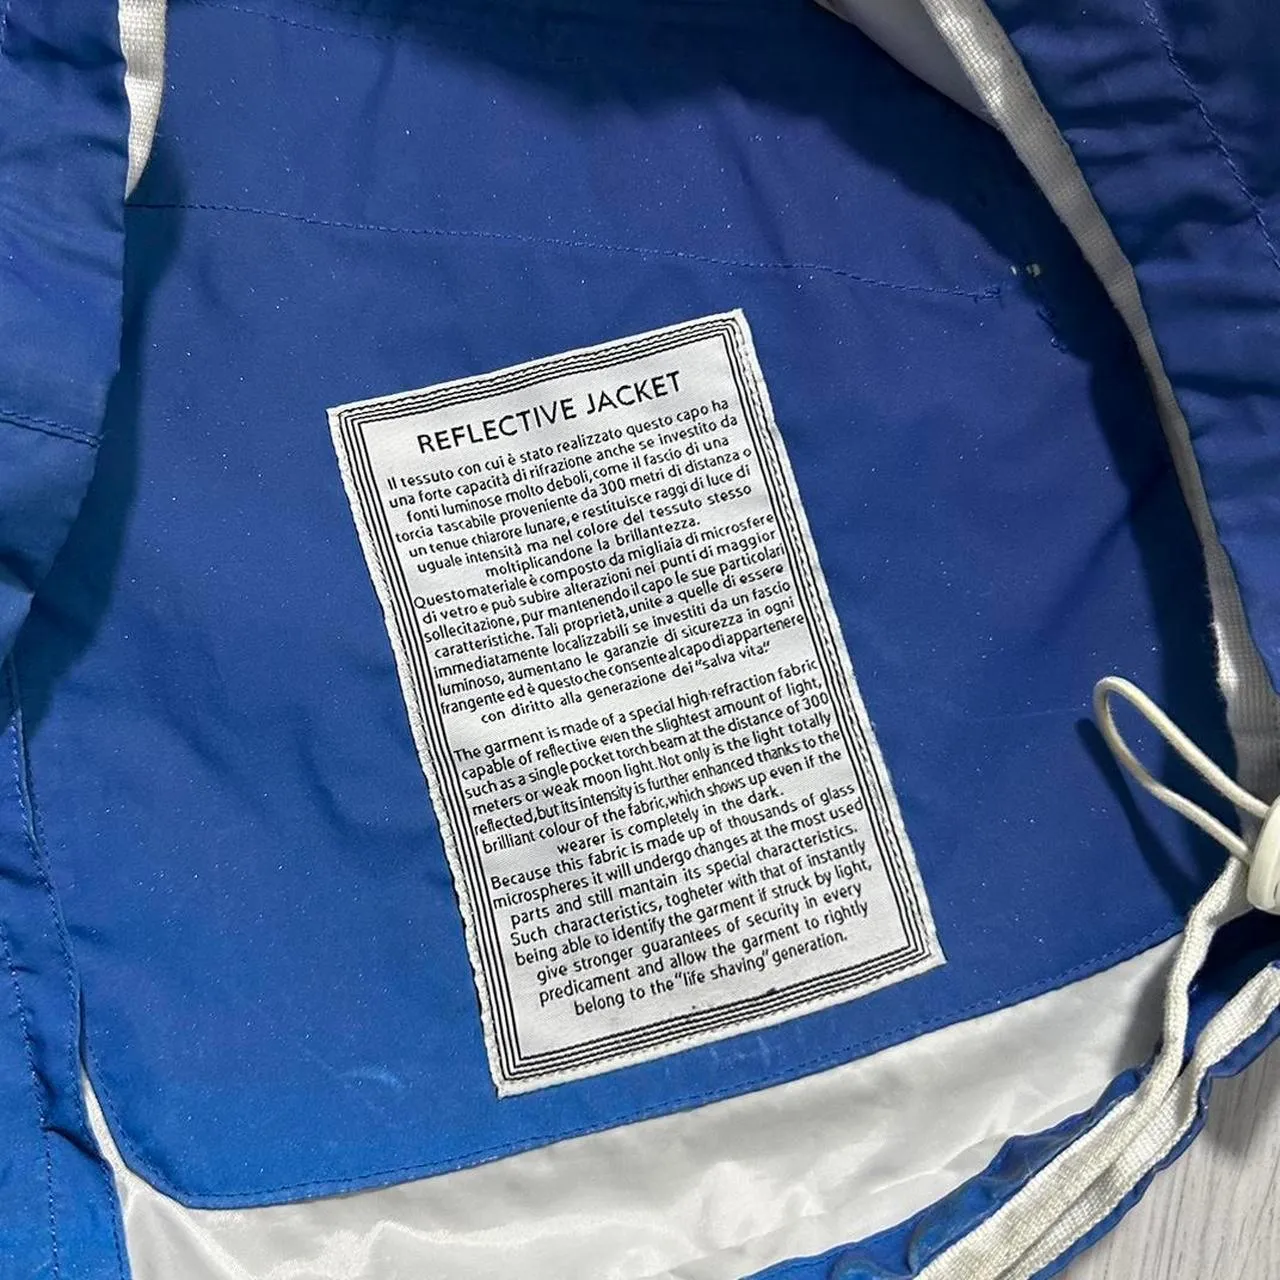 REFLECTIVE JACKET
Il tessuto con cui è stato realizzato questo capo ha
una forte capacità di rifrazione anche se investito da
fonti luminose molto deboli, come il fascio di una
torcia tascabile proveniente da 300 metri di distanza o
un tenue chiarore lunare, e restituisce raggi di luce di
uguale intensità ma nel colore del tessuto stesso
moltiplicandone la brillantezza.
Questo materiale è composto da migliaia di microsfere
di vetro e può subire alterazioni nei punti di maggior
sollecitazione, pur mantenendo il capo le sue particolari
caratteristiche. Tali proprietà, unite a quelle di essere
immediatamente localizzabili se investiti da un fascio
luminoso, aumentano le garanzie di sicurezza in ogni
frangente ed è questo che consente al capo di appartenere
con diritto alla generazione dei "salva vita".
The garment is made of a special high-refraction fabric
capable of reflective even the slightest amount of light,
such as a single pocket torch beam at the distance of 300
meters or weak moon light. Not only is the light totally
reflected, but its intensity is further enhanced thanks to the
brilliant colour of the fabric, which shows up even if the
wearer is completely in the dark.
Because this fabric is made up of thousands of glass
microspheres it will undergo changes at the most used
parts and still mantain its special characteristics.
Such characteristics, togheter with that of instantly
being able to identify the garment if struck by light,
give stronger guarantees of security in every
predicament and allow the garment to rightly
belong to the "life shaving" generation.